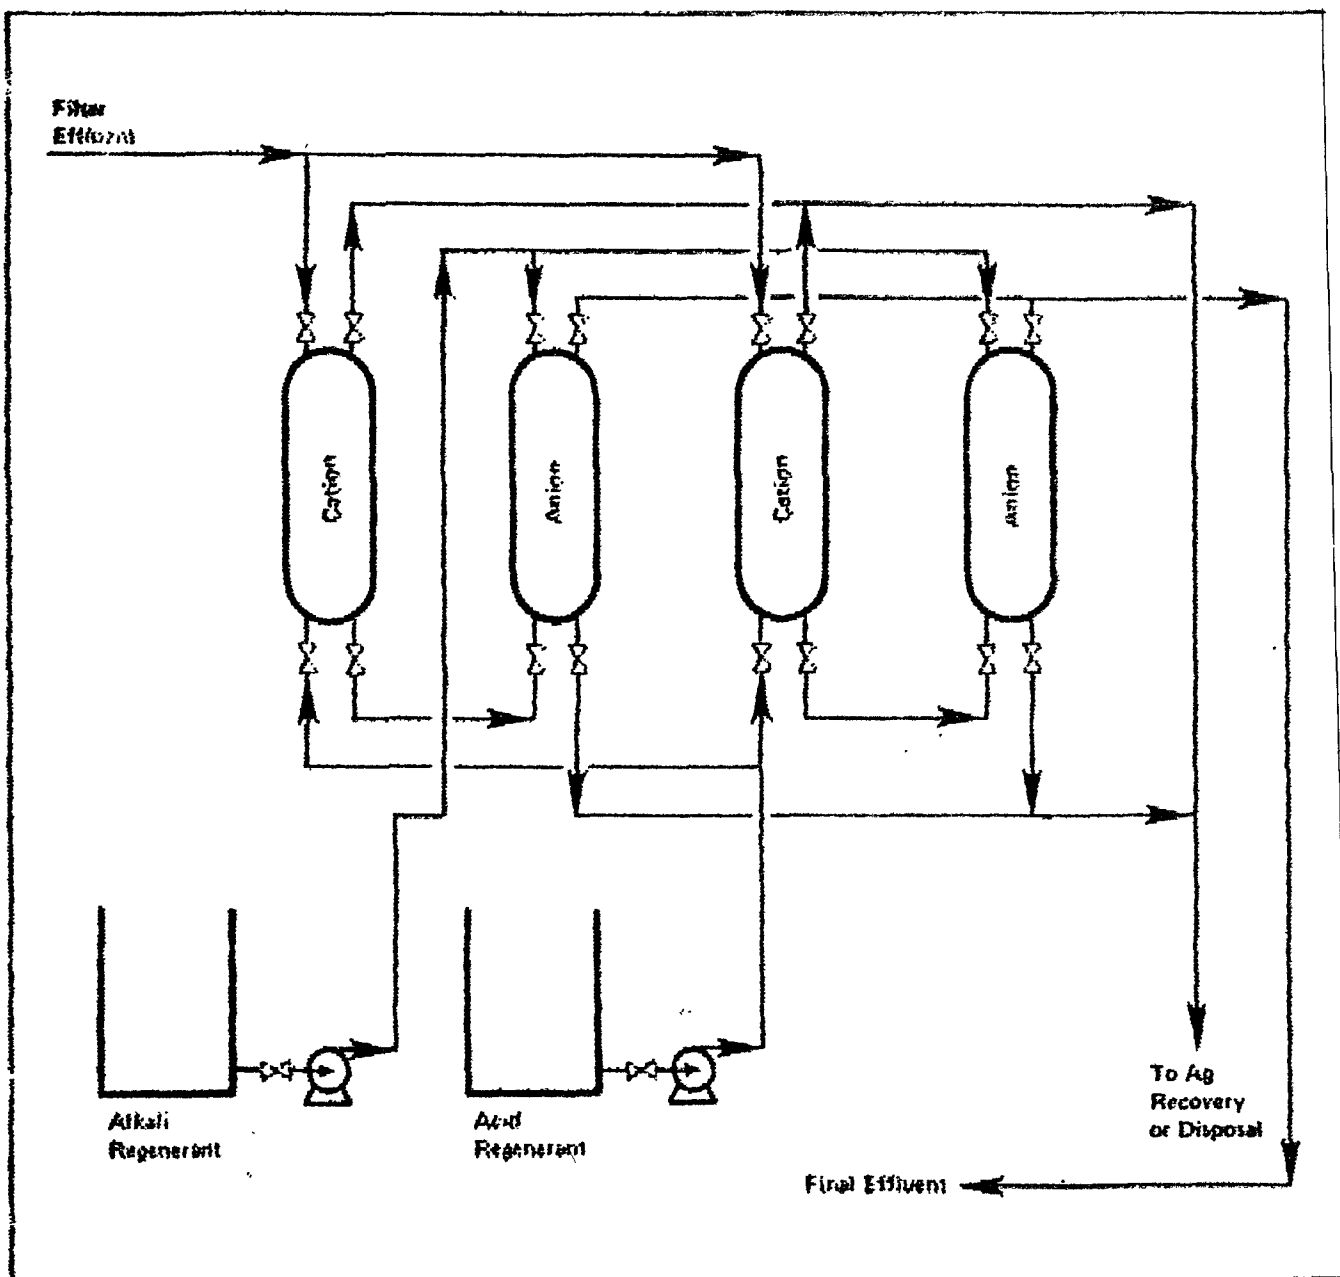 Filter
Effluent
Cation
Anion
Cation
Anion
Alkali
Regenerant
Acid
Regenerant
To Ag
Recovery
or Disposal
Final Effluent